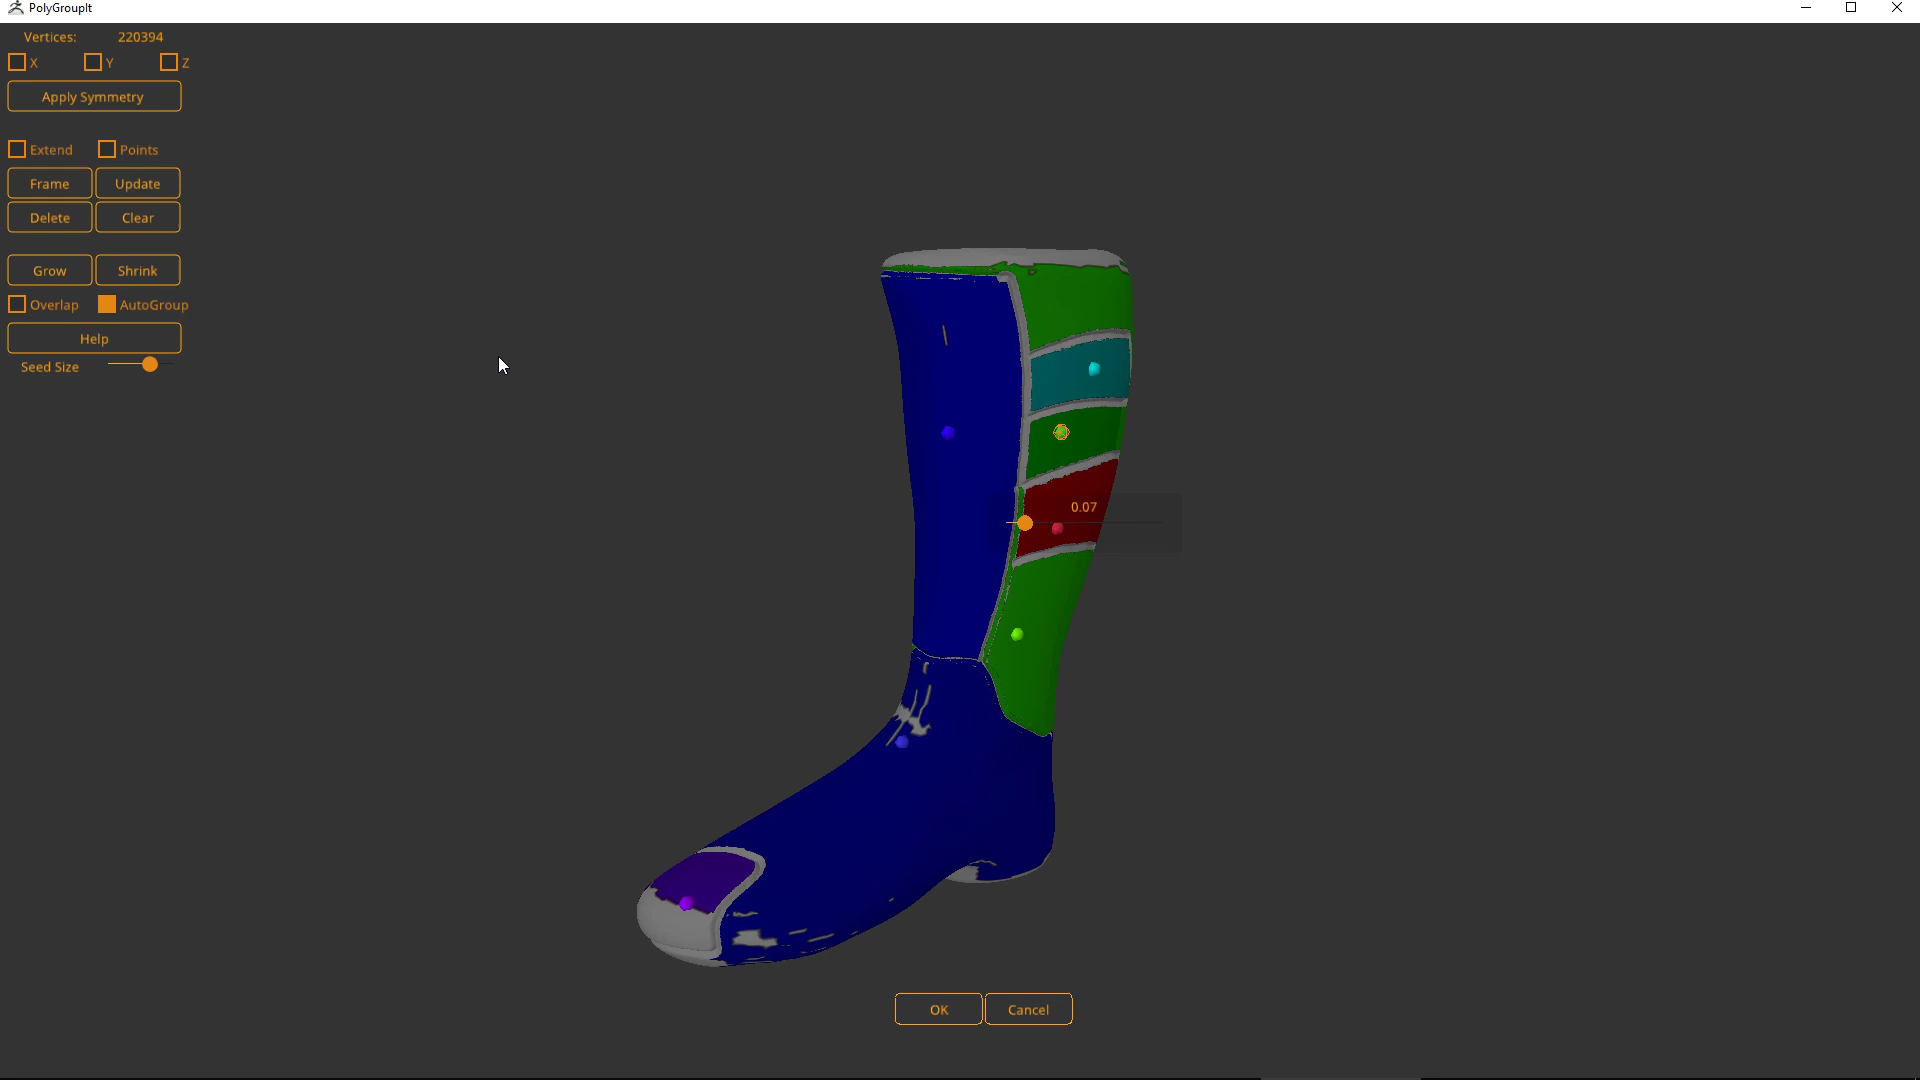 PolyGroupIt
Vertices: 220394
X Y Z
Apply Symmetry
Extend Points
Frame Update
Delete Clear
Grow Shrink
Overlap AutoGroup
Help
Seed Size
0.07
OK Cancel